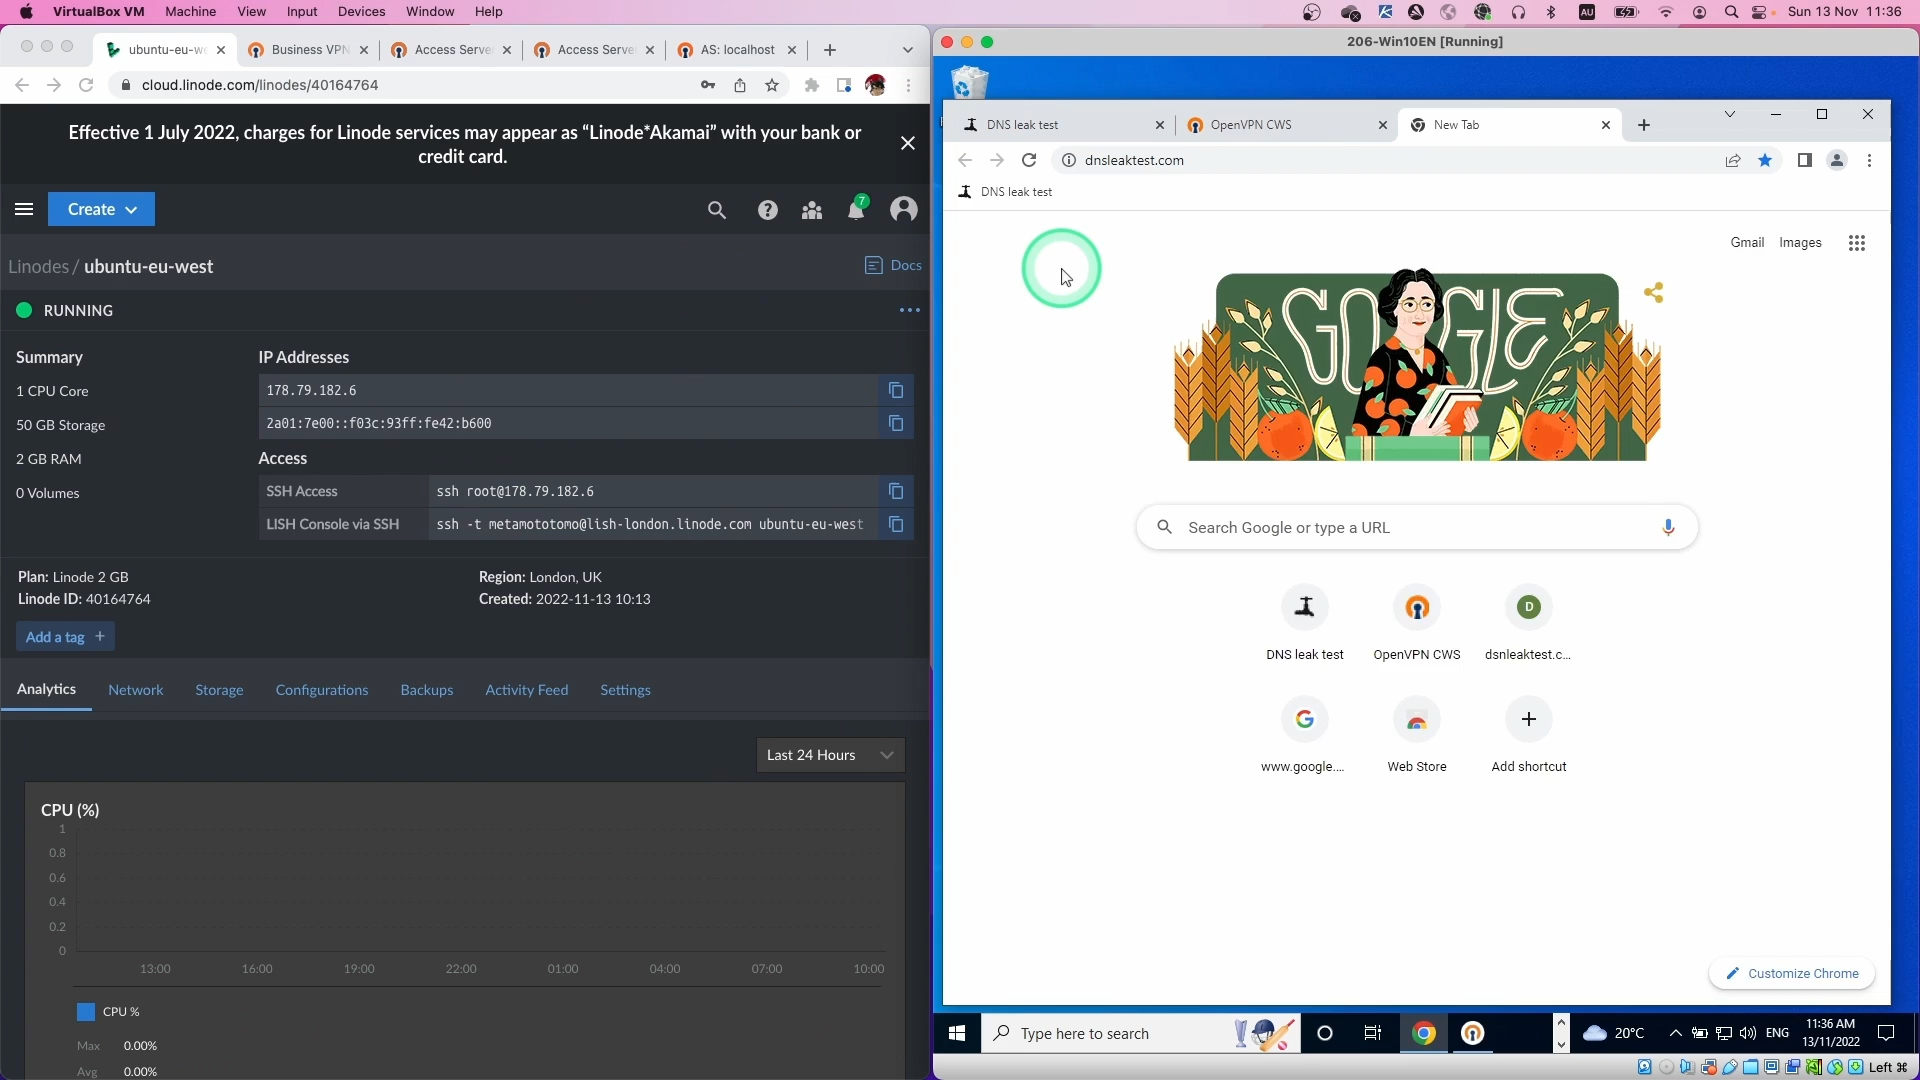 VirtualBox VM Machine View Input Devices Window Help
AU Sun 13 Nov 11:36
ubuntu-eu-we
Business VPN
Access Serve
Access Serve
AS: localhost
cloud.linode.com/linodes/40164764
Effective 1 July 2022, charges for Linode services may appear as “Linode*Akamai” with your bank or
credit card.
Create
7
Linodes / ubuntu-eu-west
Docs
RUNNING
Summary
IP Addresses
1 CPU Core
178.79.182.6
50 GB Storage
2a01:7e00::f03c:93ff:fe42:b600
2 GB RAM
Access
0 Volumes
SSH Access ssh root@178.79.182.6
LISH Console via SSH ssh -t metamototomo@lish-london.linode.com ubuntu-eu-west
Plan: Linode 2 GB
Region: London, UK
Linode ID: 40164764
Created: 2022-11-13 10:13
Add a tag +
Analytics Network Storage Configurations Backups Activity Feed Settings
Last 24 Hours
CPU (%)
1
0.8
0.6
0.4
0.2
0
13:00 16:00 19:00 22:00 01:00 04:00 07:00 10:00
CPU %
Max 0.00%
Avg 0.00%
206-Win10EN [Running]
DNS leak test
OpenVPN CWS
New Tab
dnsleaktest.com
DNS leak test
Gmail Images
GOOGLE
Search Google or type a URL
DNS leak test
OpenVPN CWS
D
dsnleaktest.c...
G
www.google....
Web Store
Add shortcut
Customize Chrome
Type here to search
20°C
ENG
11:36 AM
13/11/2022
Left ⌘